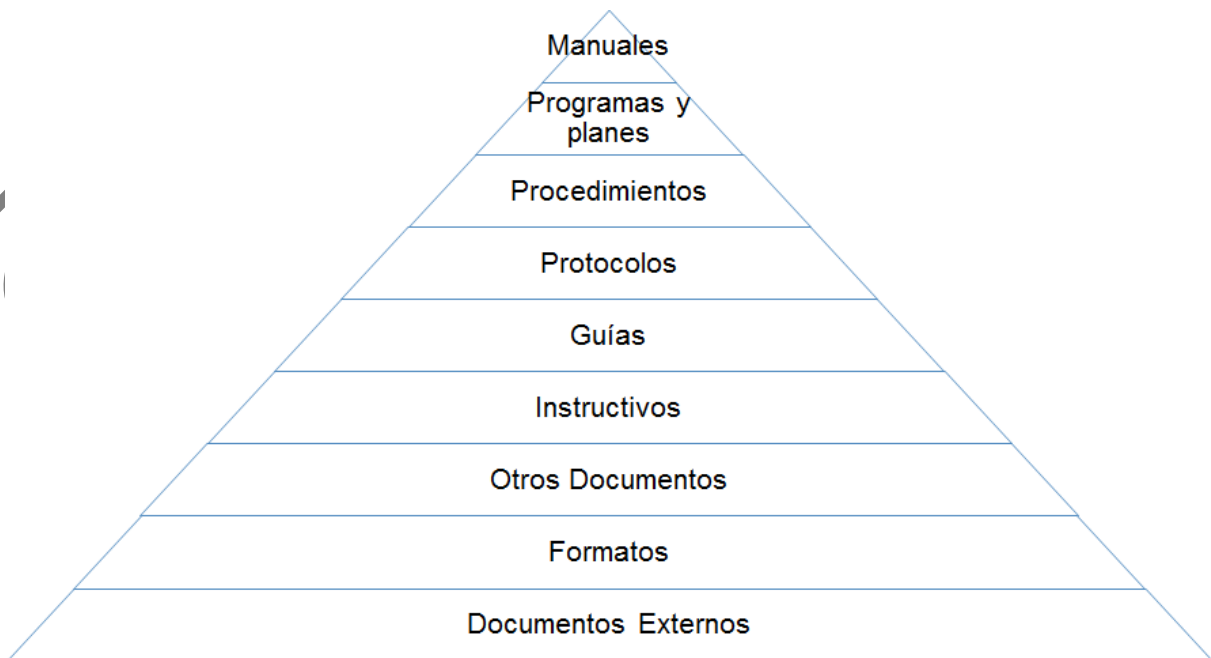 Manuales
Programas y
planes
Procedimientos
Protocolos
Guías
Instructivos
Otros Documentos
Formatos
Documentos Externos